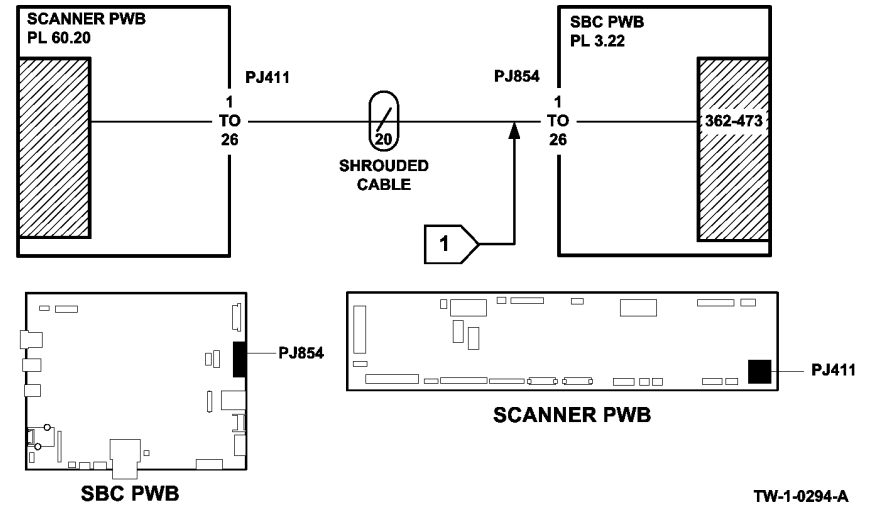 SCANNER PWB
PL 60.20
SBC PWB
PL 3.22
PJ411
PJ854
1
TO
26
20
SHROUDED
CABLE
1
TO
26
362-473
1
PJ854
PJ411
SCANNER PWB
SBC PWB
TW-1-0294-A